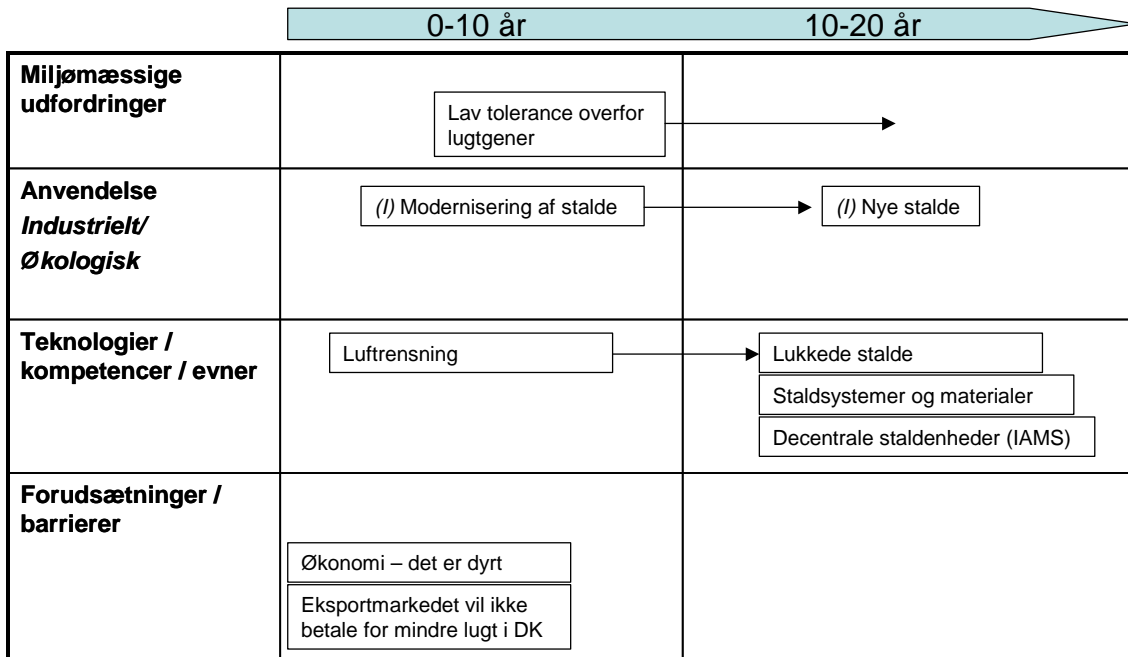 0-10 år
10-20 år
Miljømæssige
udfordringer
Lav tolerance overfor
lugtgener
Anvendelse
Industrielt/
Økologisk
(I) Modernisering af stalde
(I) Nye stalde
Teknologier /
kompetencer / evner
Luftrensning
Lukkede stalde
Staldsystemer og materialer
Decentrale staldenheder (IAMS)
Forudsætninger /
barrierer
Økonomi – det er dyrt
Eksportmarkedet vil ikke
betale for mindre lugt i DK